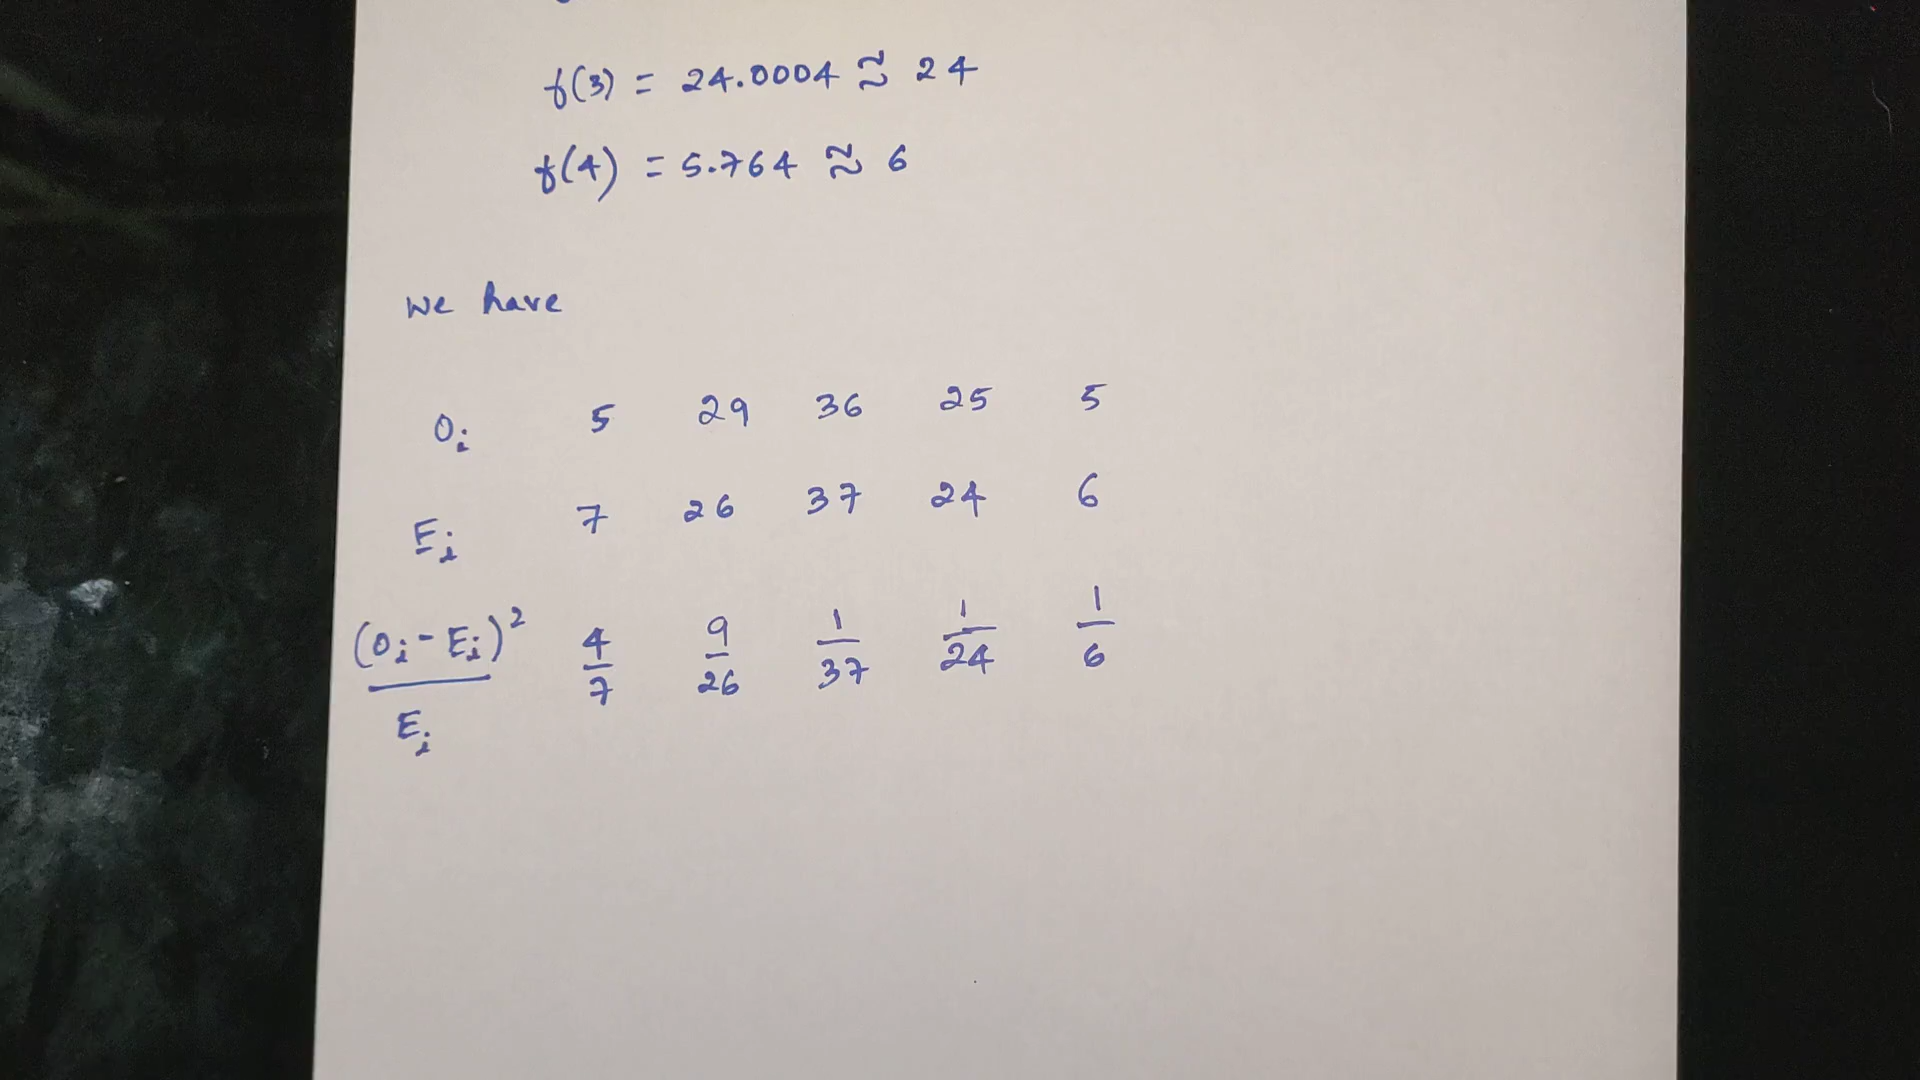 f(3) = 24.0004 ≈ 24
f(4) = 5.764 ≈ 6
we have
Oi 5 29 36 25 5
Ei 7 26 37 24 6
(Oi - Ei)²/Ei 4/7 9/26 1/37 1/24 1/6